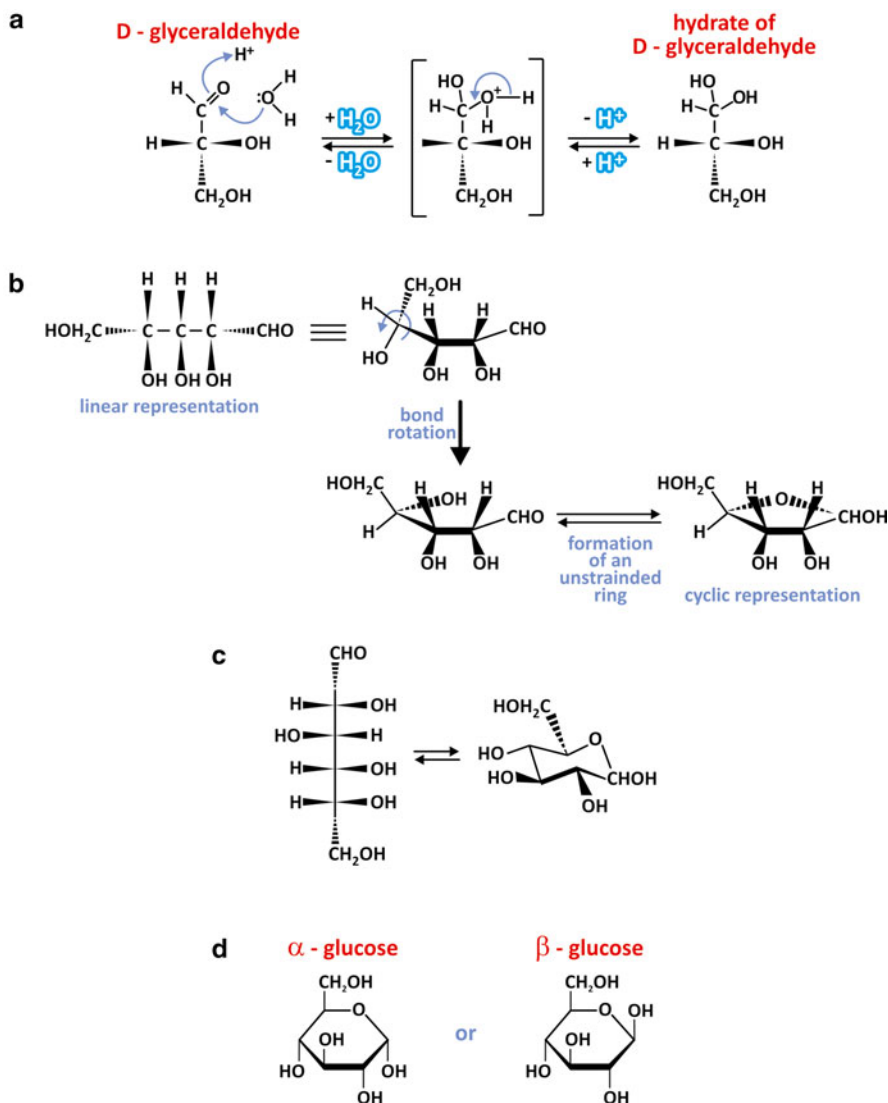 a
D - glyceraldehyde
hydrate of
D - glyceraldehyde
H⁺
H
O
H
C
:O
H
H
C
OH
CH₂OH
+ H₂O
- H₂O
HO
H
C
O⁺
H
H
C
OH
CH₂OH
- H⁺
+ H⁺
HO
H
C
OH
H
C
OH
CH₂OH
b
H H H
HOH₂C C C C CHO
OH OH OH
linear representation
CH₂OH
H
H H
CHO
HO
OH OH
bond
rotation
HOH₂C
H OH H
CHO
H
OH OH
formation
of an
unstrainded
ring
HOH₂C
H O H
COH
H
OH OH
cyclic representation
c
CHO
H OH
HO H
H OH
H OH
CH₂OH
HOH₂C
O
HO
HO
CHOH
OH
d
α - glucose
CH₂OH
O
OH
HO OH
OH
or
β - glucose
CH₂OH
OH
O
OH
HO
OH